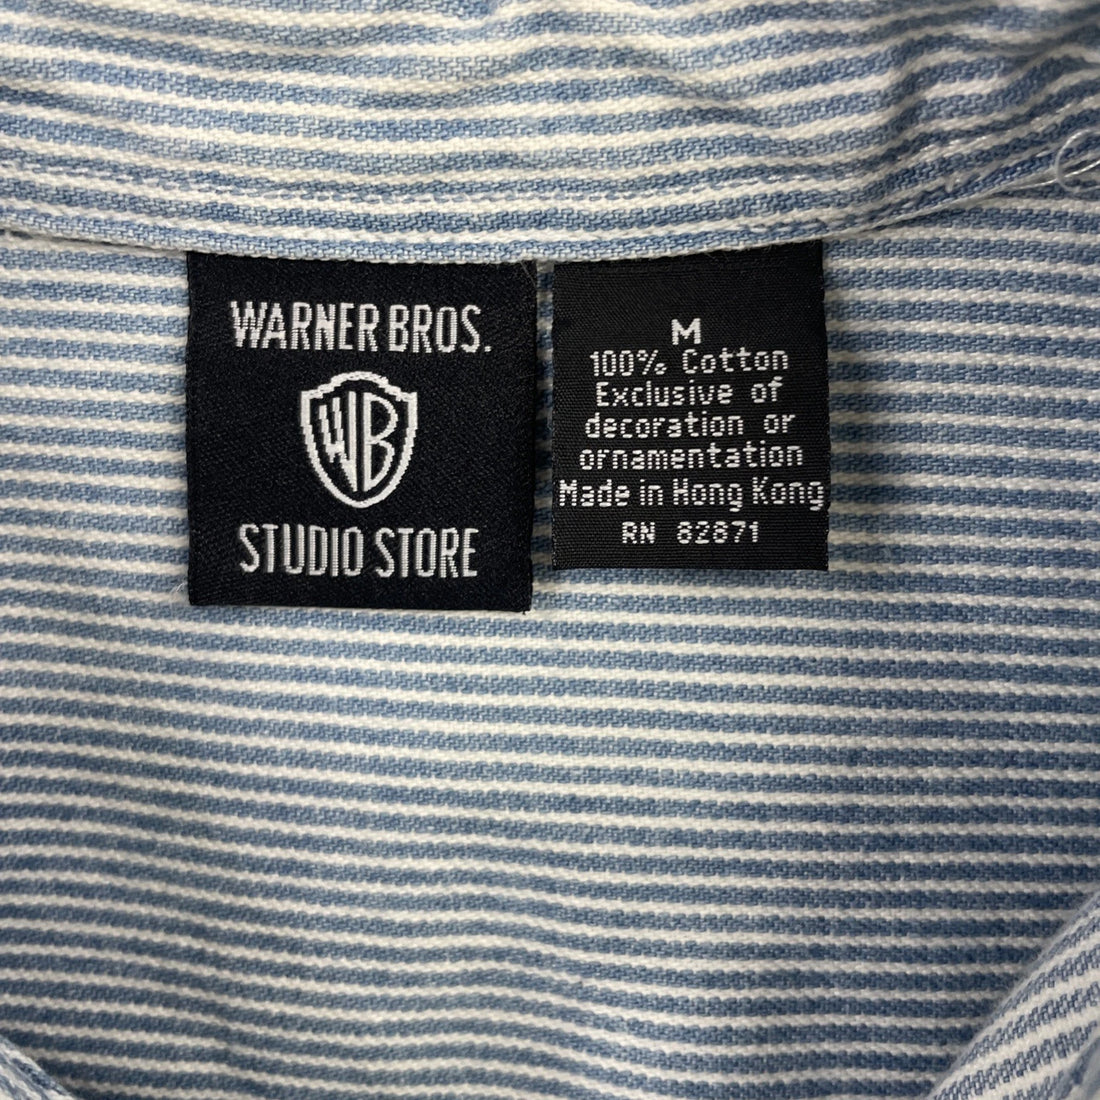 WARNER BROS.
WB
STUDIO STORE
M
100% Cotton
Exclusive of
decoration or
ornamentation
Made in Hong Kong
RN 82871